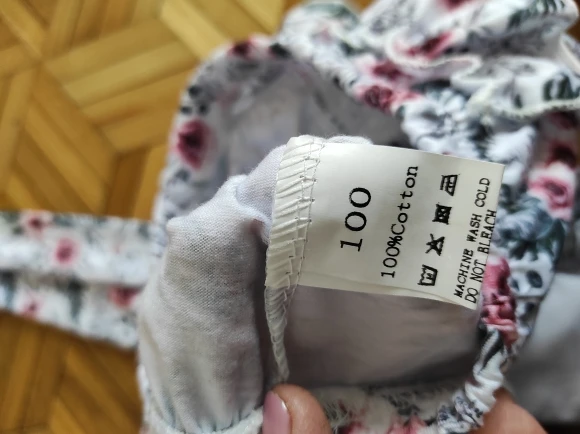 100
100%Cotton
MACHINE WASH COLD
DO NOT BLEACH